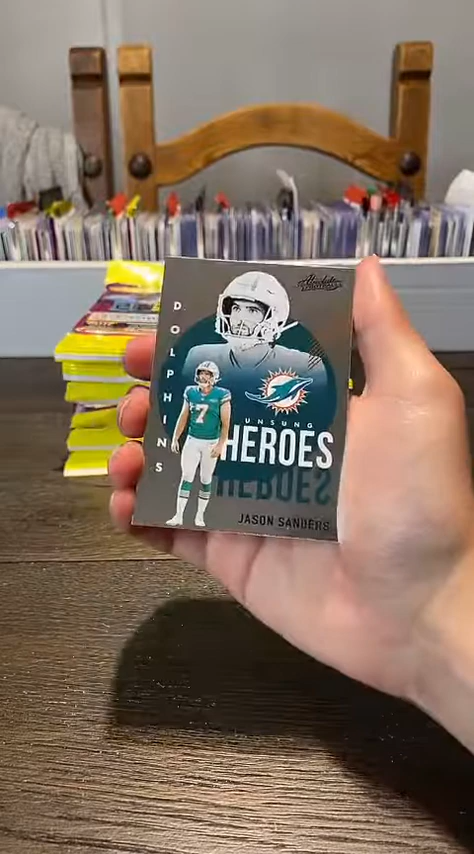 Absolute
DOLPHINS
7
UNSUNG
HEROES
HEROES
JASON SANDERS